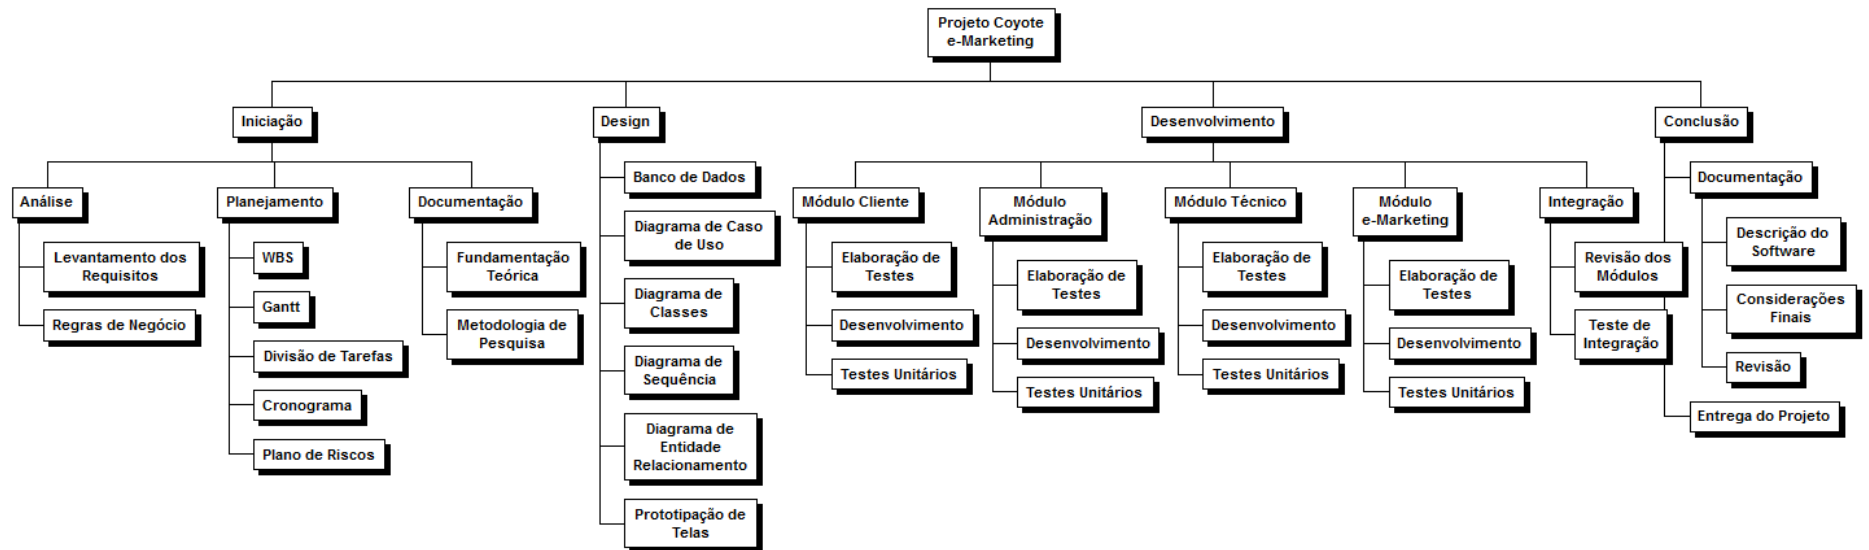 Projeto Coyote
e-Marketing
Iniciação
Design
Desenvolvimento
Conclusão
Análise
Levantamento dos
Requisitos
Regras de Negócio
Planejamento
WBS
Gantt
Divisão de Tarefas
Cronograma
Plano de Riscos
Documentação
Fundamentação
Teórica
Metodologia de
Pesquisa
Banco de Dados
Diagrama de Caso
de Uso
Diagrama de
Classes
Diagrama de
Sequência
Diagrama de
Entidade
Relacionamento
Prototipação de
Telas
Módulo Cliente
Elaboração de
Testes
Desenvolvimento
Testes Unitários
Módulo
Administração
Elaboração de
Testes
Desenvolvimento
Testes Unitários
Módulo Técnico
Elaboração de
Testes
Desenvolvimento
Testes Unitários
Módulo
e-Marketing
Elaboração de
Testes
Desenvolvimento
Testes Unitários
Integração
Revisão dos
Módulos
Teste de
Integração
Documentação
Descrição do
Software
Considerações
Finais
Revisão
Entrega do Projeto